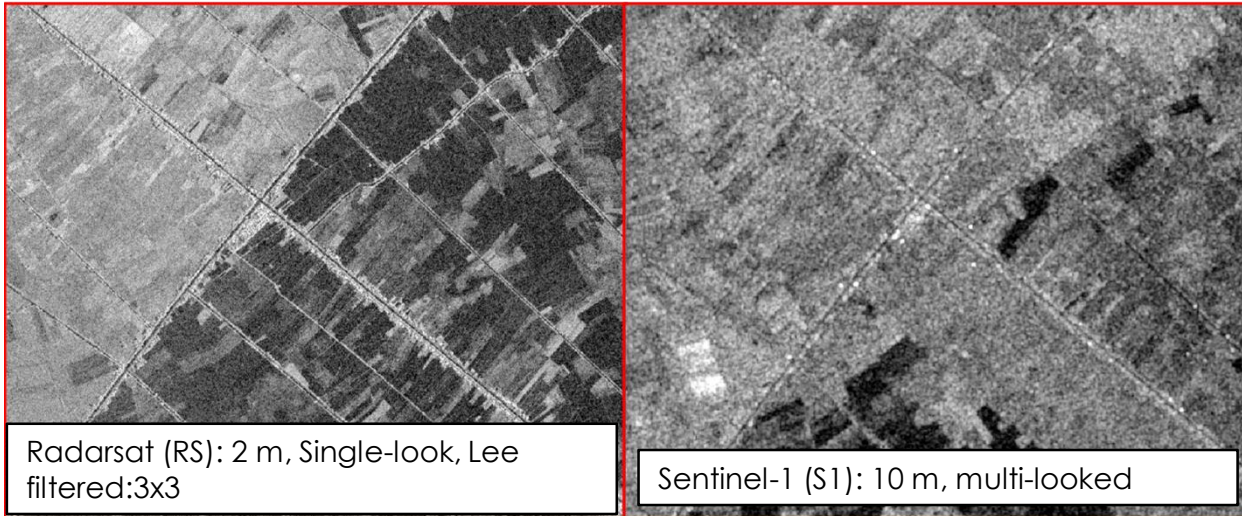 Radarsat (RS): 2 m, Single-look, Lee
filtered:3x3
Sentinel-1 (S1): 10 m, multi-looked